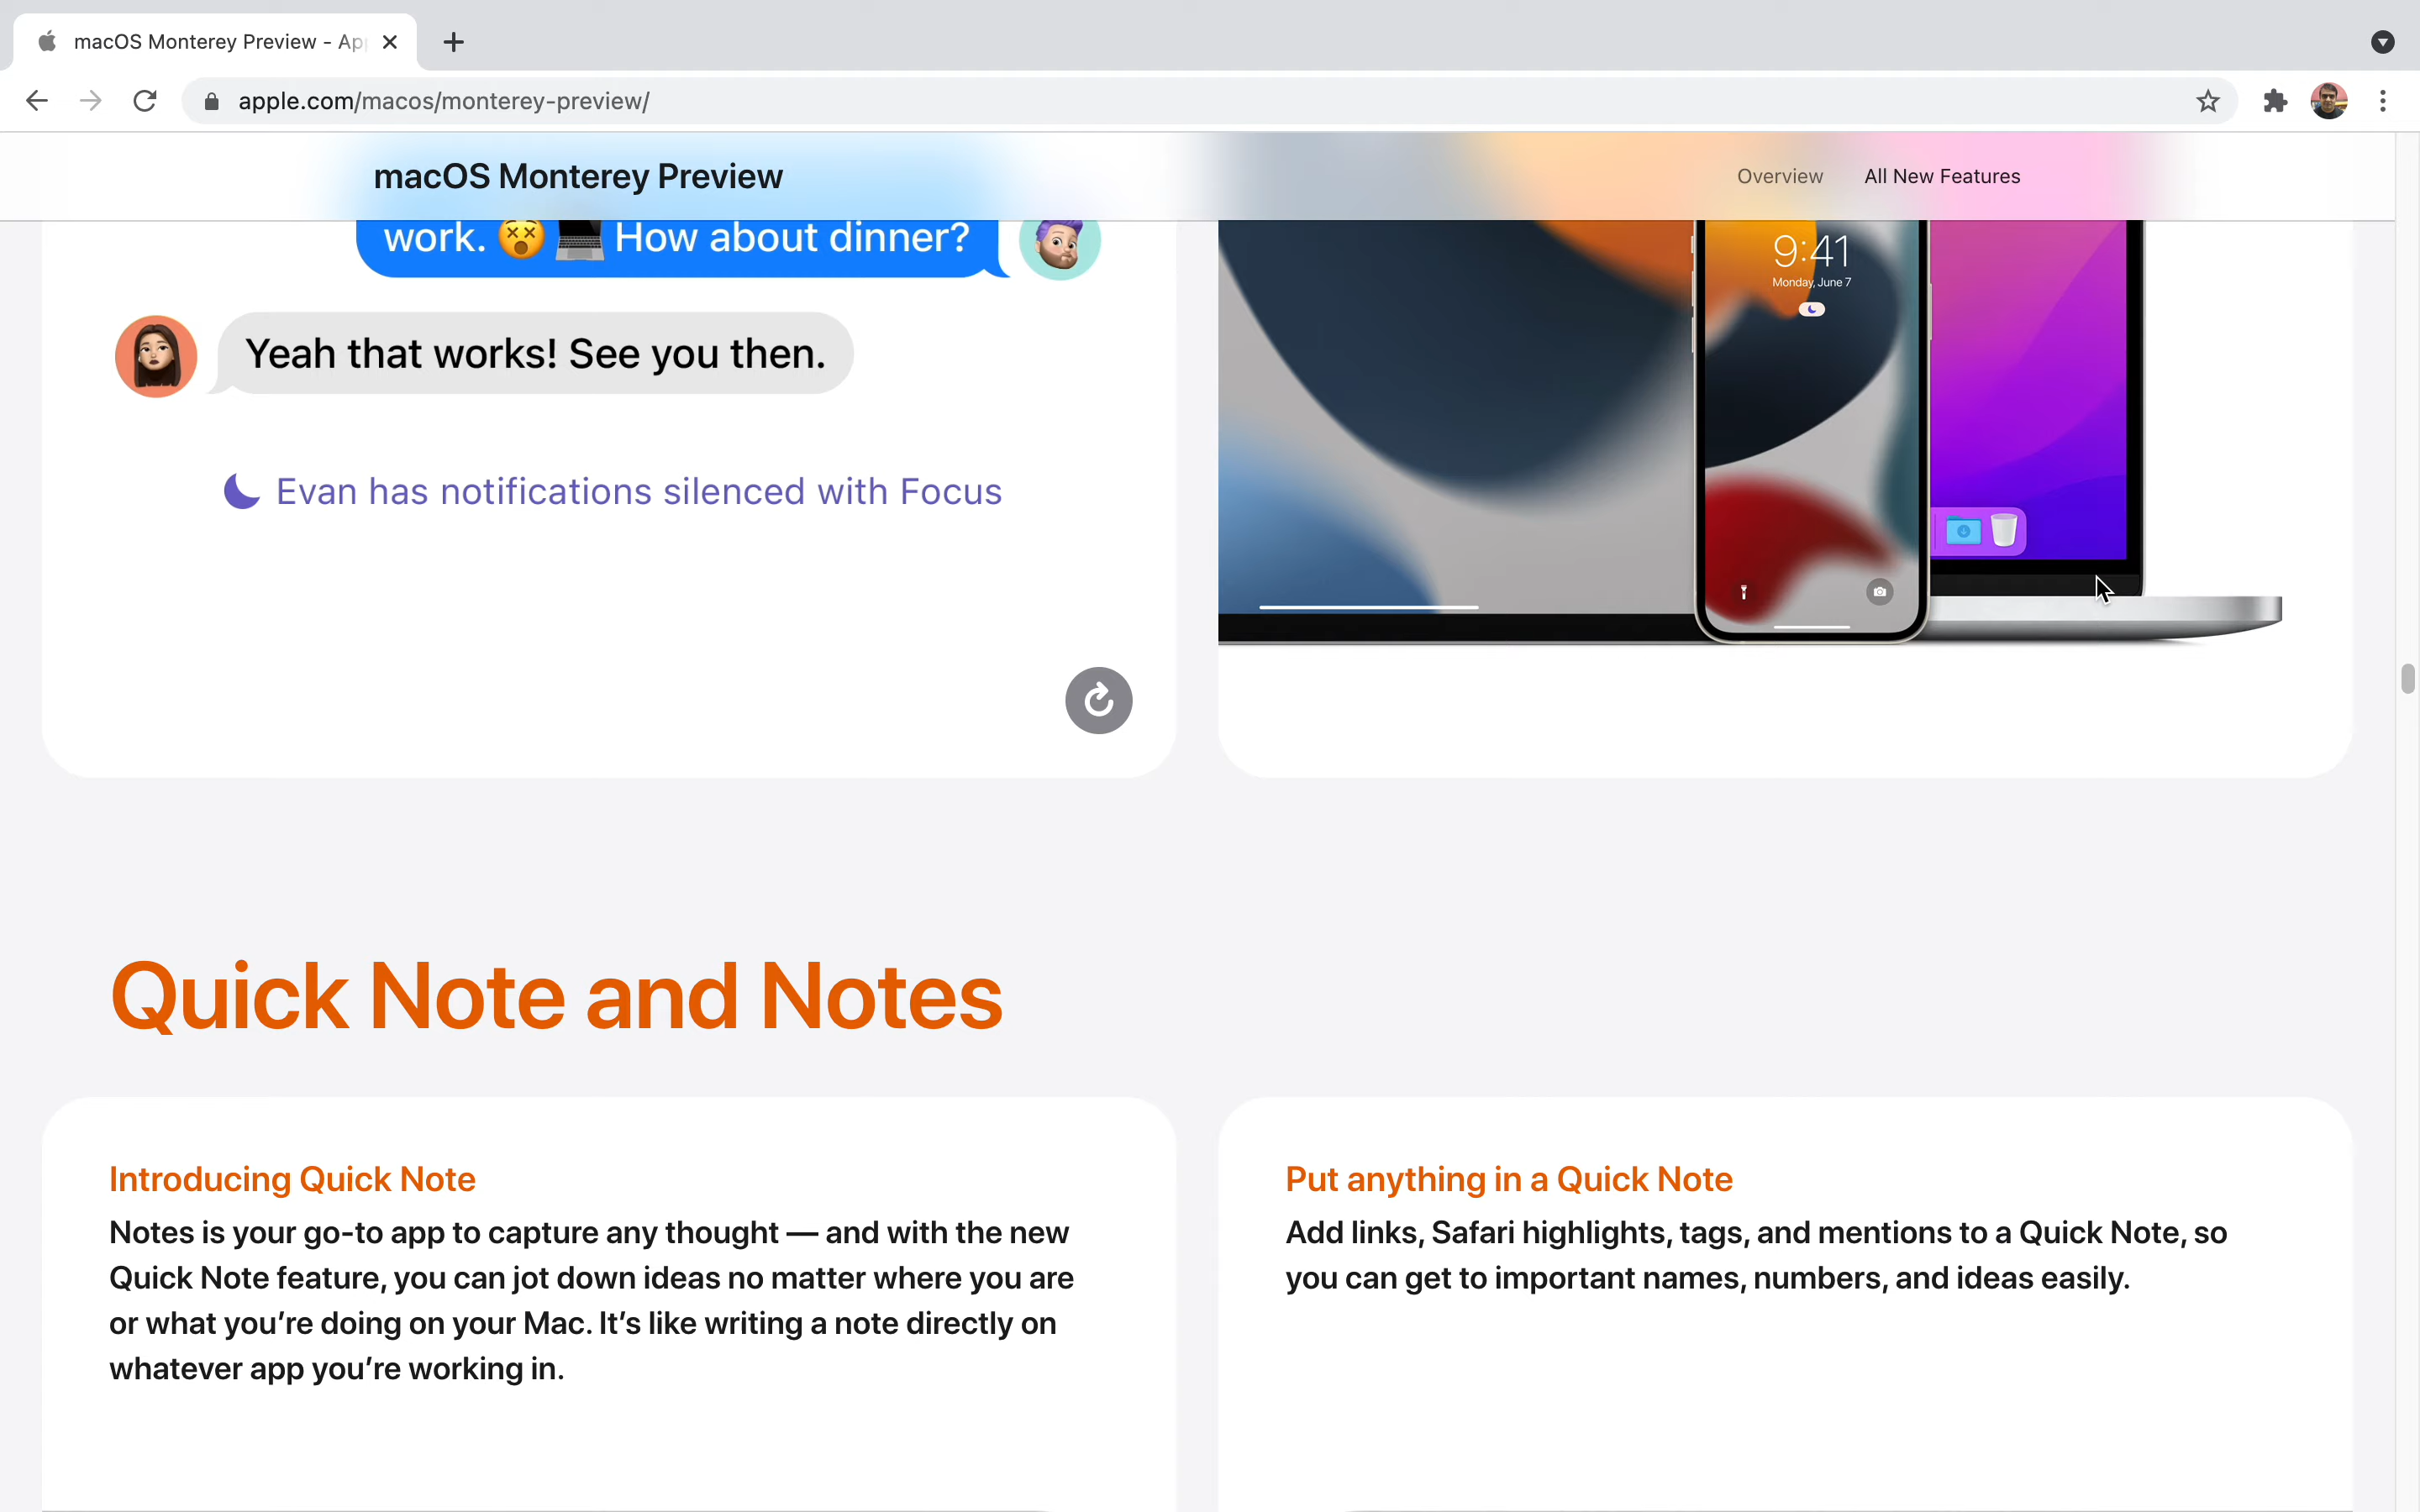 macOS Monterey Preview - Ap
apple.com/macos/monterey-preview/
macOS Monterey Preview
Overview
All New Features
work. 😵💻 How about dinner?
Yeah that works! See you then.
Evan has notifications silenced with Focus
9:41
Monday, June 7
Quick Note and Notes
Introducing Quick Note
Notes is your go-to app to capture any thought — and with the new
Quick Note feature, you can jot down ideas no matter where you are
or what you’re doing on your Mac. It’s like writing a note directly on
whatever app you’re working in.
Put anything in a Quick Note
Add links, Safari highlights, tags, and mentions to a Quick Note, so
you can get to important names, numbers, and ideas easily.